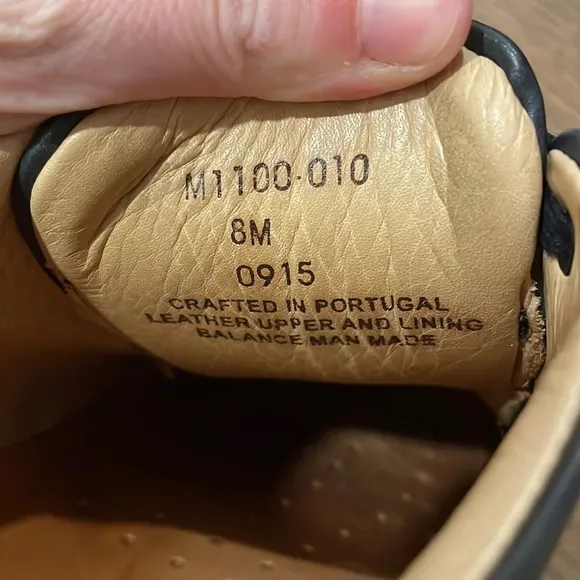 M1100-010
8M
0915
CRAFTED IN PORTUGAL
LEATHER UPPER AND LINING
BALANCE MAN MADE